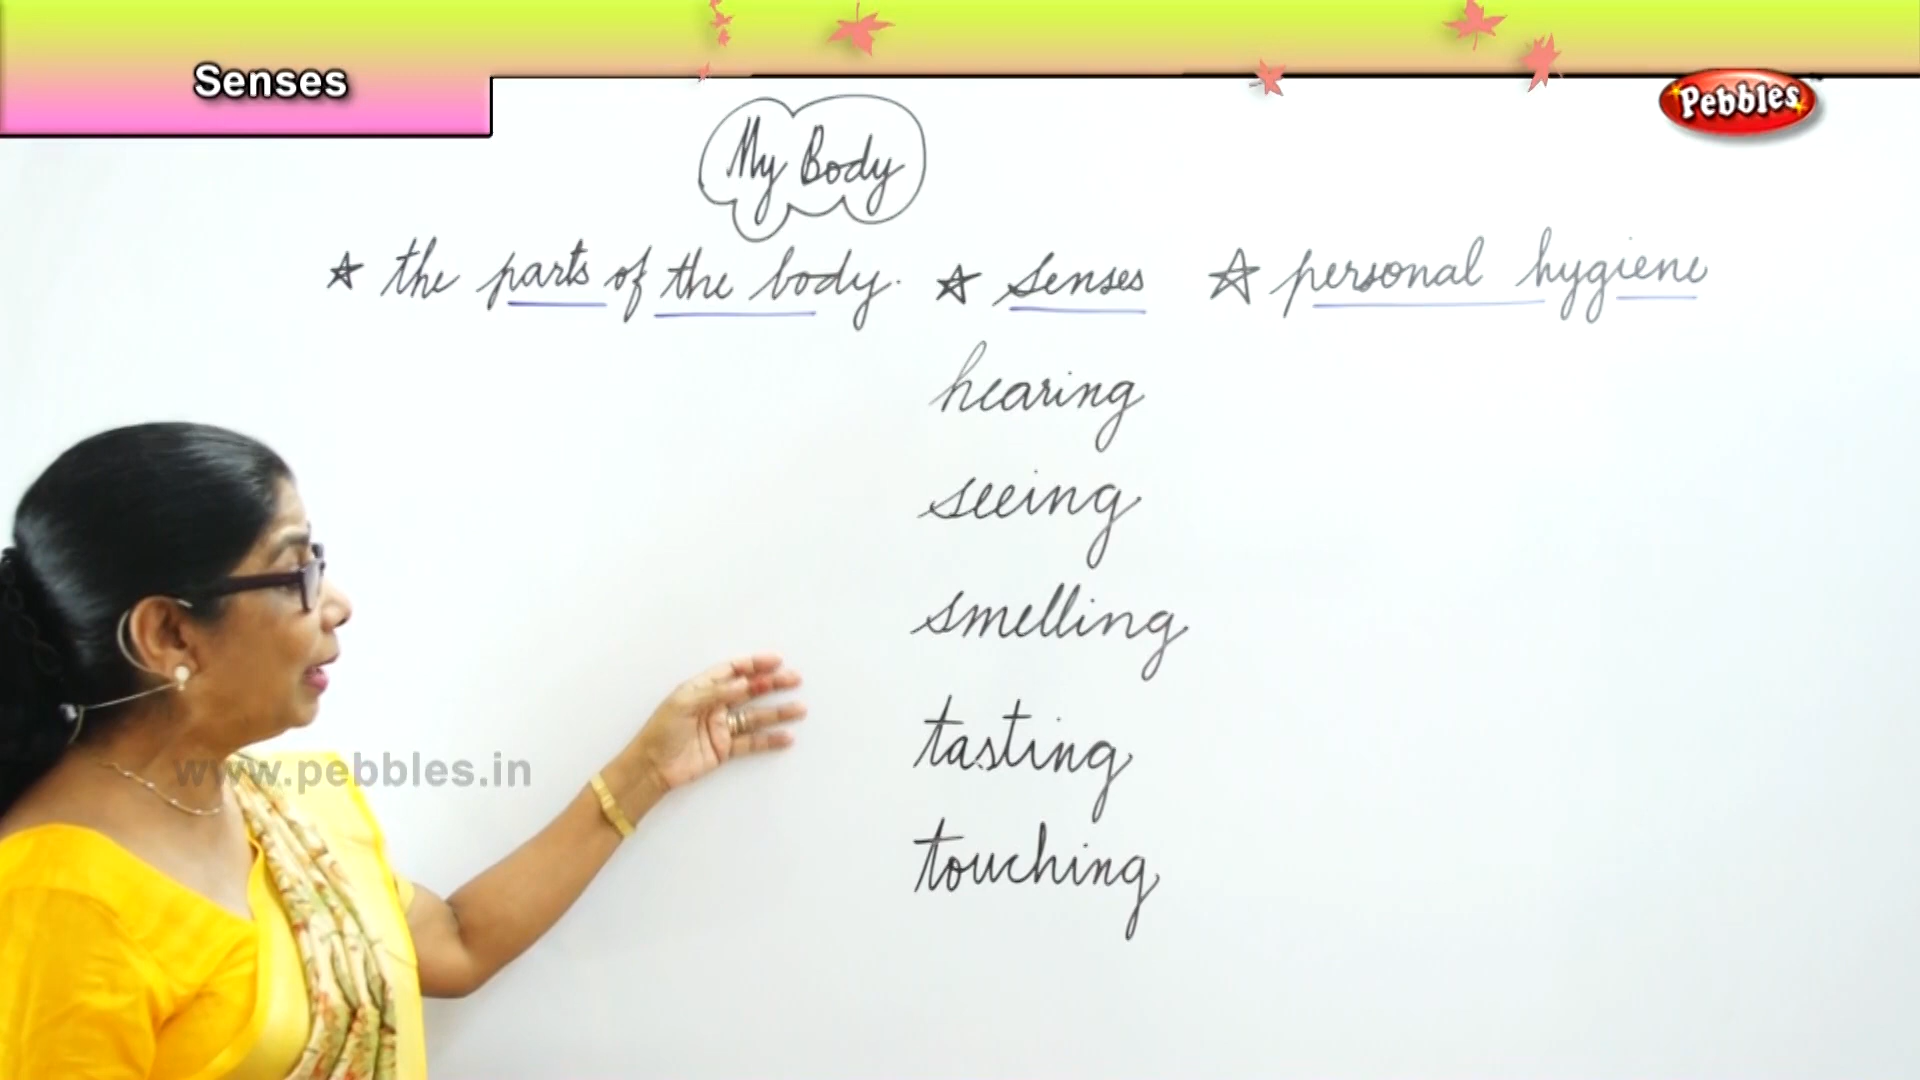 Senses
Pebbles
My Body
☆ the parts of the body. ☆ senses ☆ personal hygiene
hearing
seeing
smelling
tasting
touching
www.pebbles.in